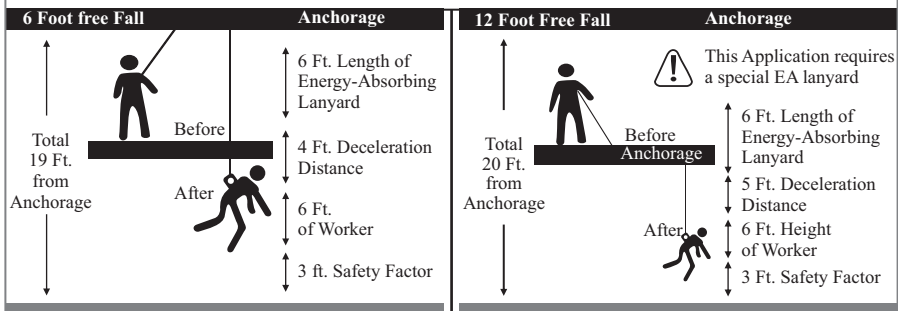 6 Foot free Fall
Anchorage
6 Ft. Length of
Energy-Absorbing
Lanyard
Before
Total
19 Ft.
from
Anchorage
4 Ft. Deceleration
Distance
After
6 Ft.
of Worker
3 ft. Safety Factor
12 Foot Free Fall
Anchorage
This Application requires
a special EA lanyard
6 Ft. Length of
Energy-Absorbing
Lanyard
Before
Anchorage
Total
20 Ft.
from
Anchorage
5 Ft. Deceleration
Distance
After
6 Ft. Height
of Worker
3 Ft. Safety Factor